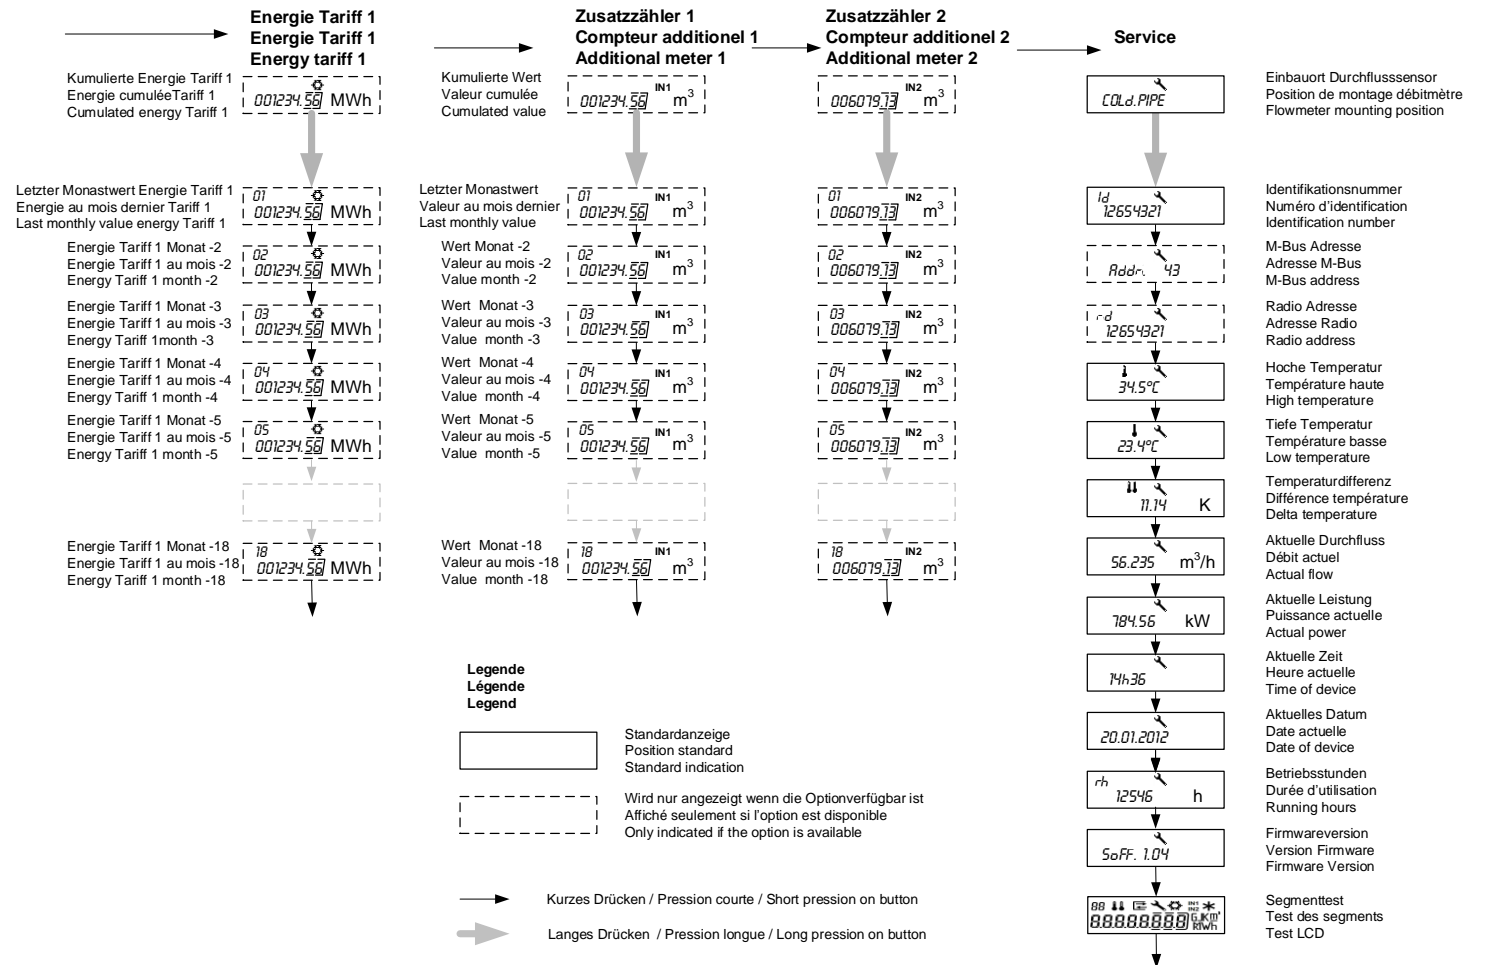 Energie Tariff 1
Energie Tariff 1
Energy tariff 1
Kumulierte Energie Tariff 1
Energie cumuléeTariff 1
Cumulated energy Tariff 1
001234.56 MWh
Letzter Monastwert Energie Tariff 1
Energie au mois dernier Tariff 1
Last monthly value energy Tariff 1
01
001234.56 MWh
Energie Tariff 1 Monat -2
Energie Tariff 1 au mois -2
Energy Tariff 1 month -2
02
001234.56 MWh
Energie Tariff 1 Monat -3
Energie Tariff 1 au mois -3
Energy Tariff 1month -3
03
001234.56 MWh
Energie Tariff 1 Monat -4
Energie Tariff 1 au mois -4
Energy Tariff 1 month -4
04
001234.56 MWh
Energie Tariff 1 Monat -5
Energie Tariff 1 au mois -5
Energy Tariff 1 month -5
05
001234.56 MWh
Energie Tariff 1 Monat -18
Energie Tariff 1 au mois -18
Energy Tariff 1 month -18
18
001234.56 MWh
Zusatzzähler 1
Compteur additionel 1
Additional meter 1
Kumulierte Wert
Valeur cumulée
Cumulated value
IN1
001234.56 m³
Letzter Monastwert
Valeur au mois dernier
Last monthly value
01 IN1
001234.56 m³
Wert Monat -2
Valeur au mois -2
Value month -2
02 IN1
001234.56 m³
Wert Monat -3
Valeur au mois -3
Value month -3
03 IN1
001234.56 m³
Wert Monat -4
Valeur au mois -4
Value month -4
04 IN1
001234.56 m³
Wert Monat -5
Valeur au mois -5
Value month -5
05 IN1
001234.56 m³
Wert Monat -18
Valeur au mois -18
Value month -18
18 IN1
001234.56 m³
Zusatzzähler 2
Compteur additionel 2
Additional meter 2
IN2
006079.13 m³
01 IN2
006079.13 m³
02 IN2
006079.13 m³
03 IN2
006079.13 m³
04 IN2
006079.13 m³
05 IN2
006079.13 m³
18 IN2
006079.13 m³
Service
COLd.PIPE
Einbauort Durchflusssensor
Position de montage débitmètre
Flowmeter mounting position
Id
12654321
Identifikationsnummer
Numéro d'identification
Identification number
Addr. 43
M-Bus Adresse
Adresse M-Bus
M-Bus address
rd
12654321
Radio Adresse
Adresse Radio
Radio address
34.5°C
Hoche Temperatur
Température haute
High temperature
23.4°C
Tiefe Temperatur
Température basse
Low temperature
11.14 K
Temperaturdifferenz
Différence température
Delta temperature
56.235 m³/h
Aktuelle Durchfluss
Débit actuel
Actual flow
784.56 kW
Aktuelle Leistung
Puissance actuelle
Actual power
14h36
Aktuelle Zeit
Heure actuelle
Time of device
20.01.2012
Aktuelles Datum
Date actuelle
Date of device
rh
12546 h
Betriebsstunden
Durée d'utilisation
Running hours
SoFF. 1.04
Firmwareversion
Version Firmware
Firmware Version
88 IN1 IN2
8.8.8.8.8.8.8.8
Segmenttest
Test des segments
Test LCD
Legende
Légende
Legend
Standardanzeige
Position standard
Standard indication
Wird nur angezeigt wenn die Optionverfügbar ist
Affiché seulement si l'option est disponible
Only indicated if the option is available
Kurzes Drücken / Pression courte / Short pression on button
Langes Drücken / Pression longue / Long pression on button